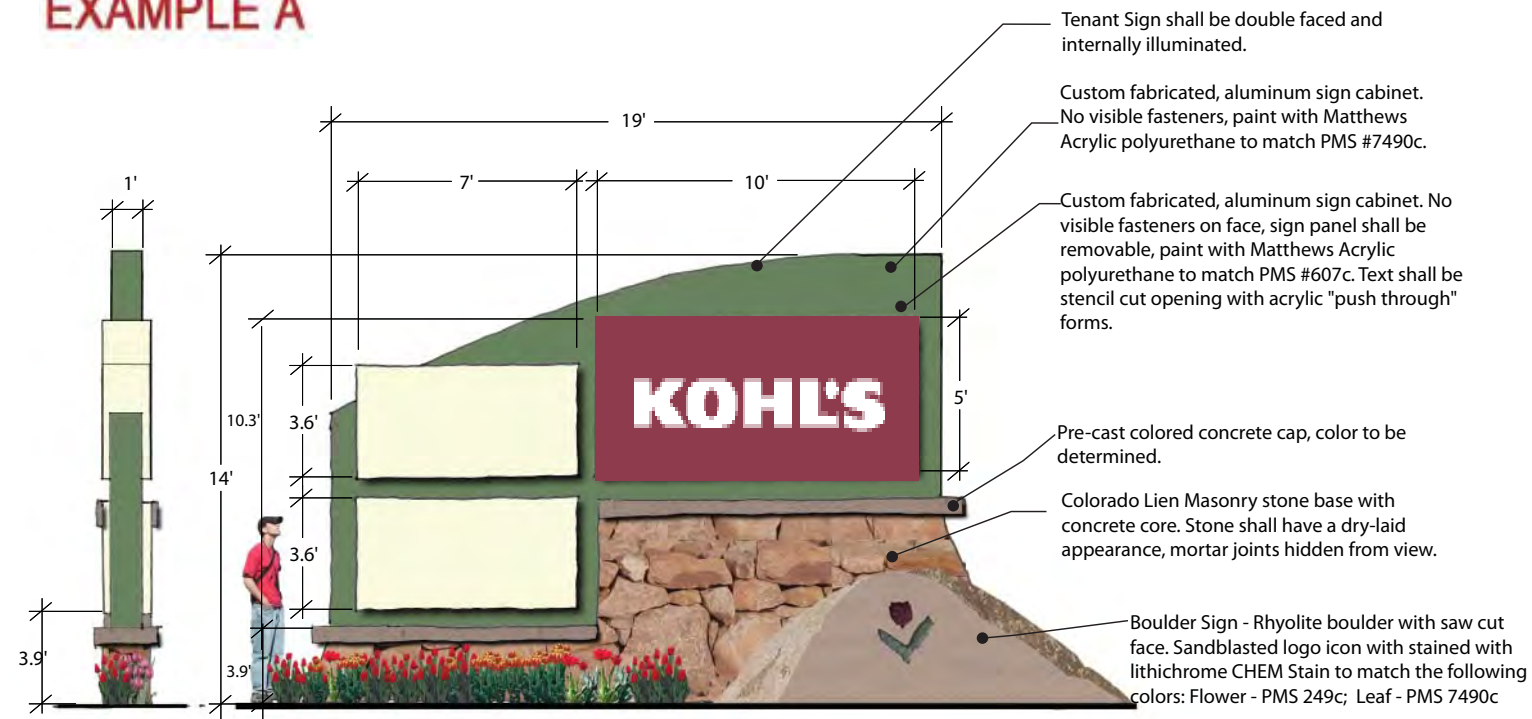 EXAMPLE A
Tenant Sign shall be double faced and
internally illuminated.
Custom fabricated, aluminum sign cabinet.
No visible fasteners, paint with Matthews
Acrylic polyurethane to match PMS #7490c.
Custom fabricated, aluminum sign cabinet. No
visible fasteners on face, sign panel shall be
removable, paint with Matthews Acrylic
polyurethane to match PMS #607c. Text shall be
stencil cut opening with acrylic "push through"
forms.
Pre-cast colored concrete cap, color to be
determined.
Colorado Lien Masonry stone base with
concrete core. Stone shall have a dry-laid
appearance, mortar joints hidden from view.
Boulder Sign - Rhyolite boulder with saw cut
face. Sandblasted logo icon with stained with
lithichrome CHEM Stain to match the following
colors: Flower - PMS 249c; Leaf - PMS 7490c
19'
1'
7'
10'
10.3'
3.6'
5'
KOHL'S
14'
3.6'
3.9'
3.9'